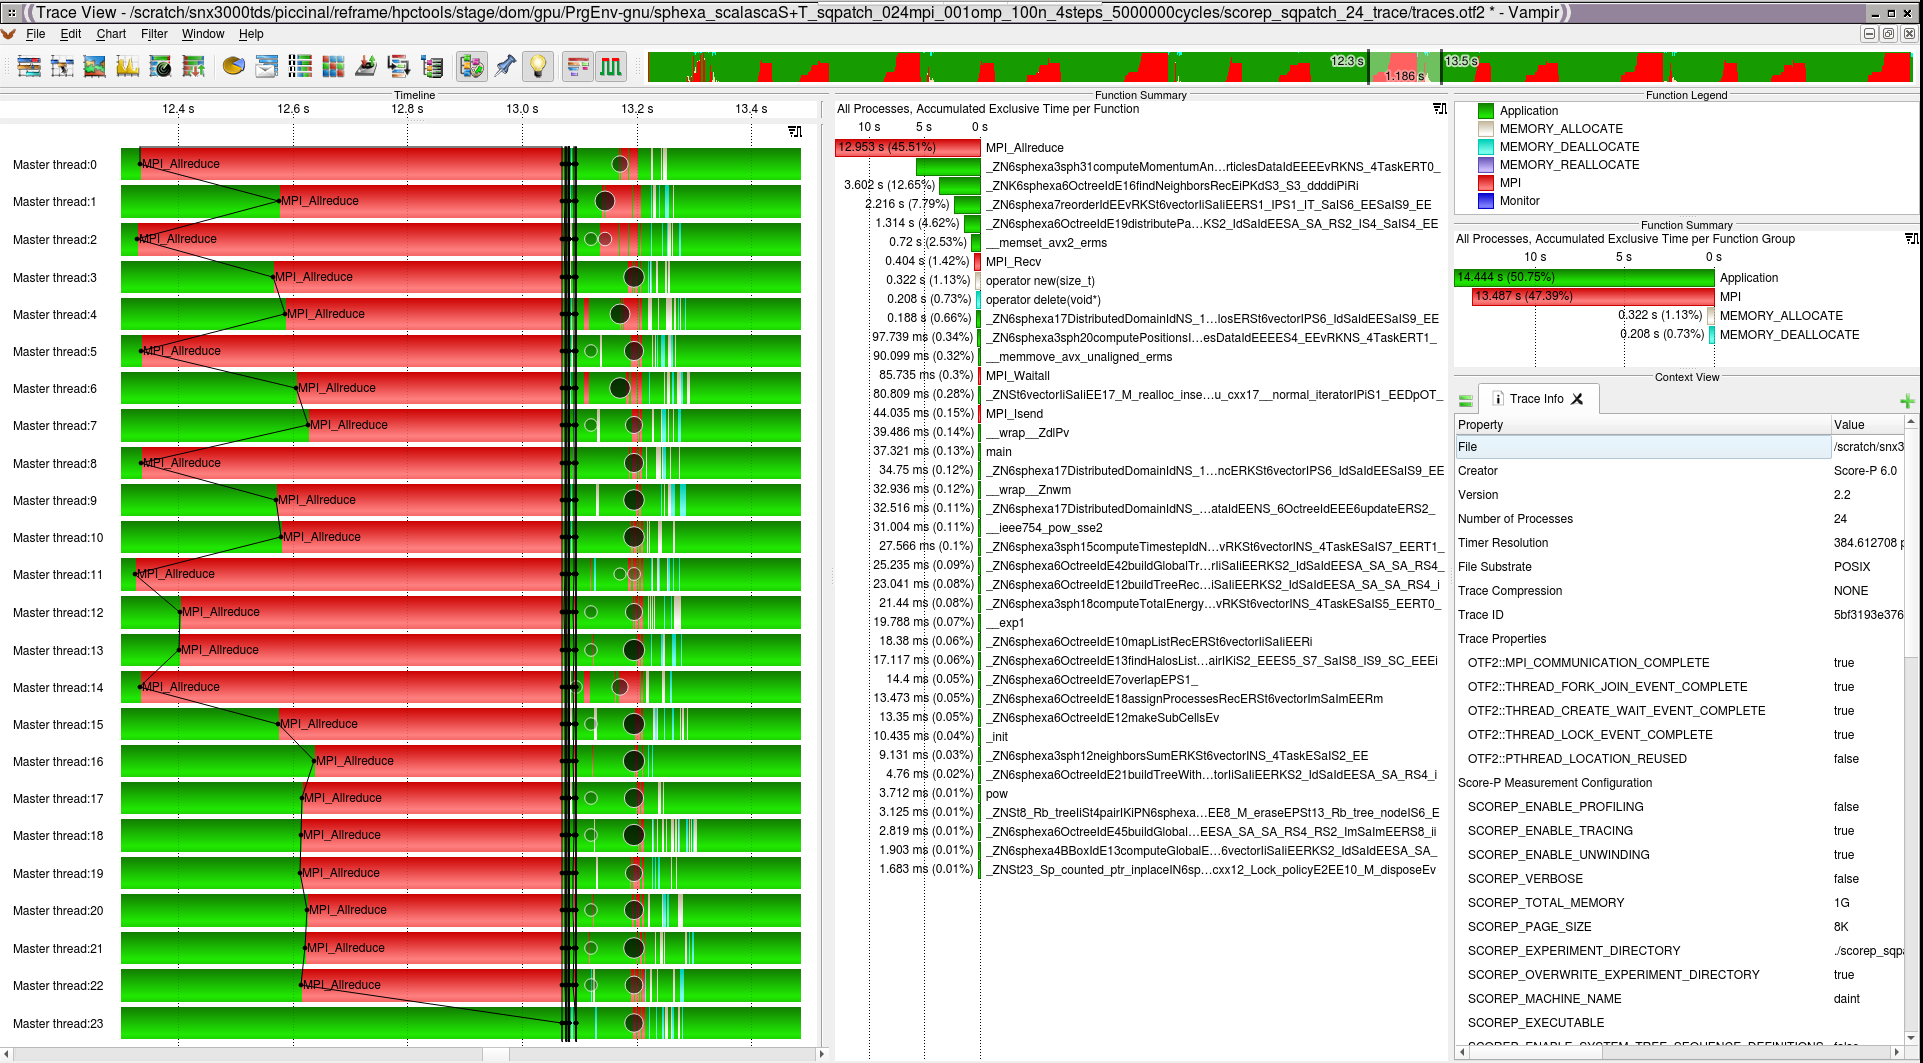 Trace View - /scratch/snx3000tds/piccinal/reframe/hpctools/stage/dom/gpu/PrgEnv-gnu/sphexa_scalascaS+T_sqpatch_024mpi_001omp_100n_4steps_5000000cycles/scorep_sqpatch_24_trace/traces.otf2 * - Vampir
File Edit Chart Filter Window Help
12.3 s 1.186 s 13.5 s
Timeline
12.4 s 12.6 s 12.8 s 13.0 s 13.2 s 13.4 s
Master thread:0 MPI_Allreduce
Master thread:1 MPI_Allreduce
Master thread:2 MPI_Allreduce
Master thread:3 MPI_Allreduce
Master thread:4 MPI_Allreduce
Master thread:5 MPI_Allreduce
Master thread:6 MPI_Allreduce
Master thread:7 MPI_Allreduce
Master thread:8 MPI_Allreduce
Master thread:9 MPI_Allreduce
Master thread:10 MPI_Allreduce
Master thread:11 MPI_Allreduce
Master thread:12 MPI_Allreduce
Master thread:13 MPI_Allreduce
Master thread:14 MPI_Allreduce
Master thread:15 MPI_Allreduce
Master thread:16 MPI_Allreduce
Master thread:17 MPI_Allreduce
Master thread:18 MPI_Allreduce
Master thread:19 MPI_Allreduce
Master thread:20 MPI_Allreduce
Master thread:21 MPI_Allreduce
Master thread:22 MPI_Allreduce
Master thread:23
Function Summary
All Processes, Accumulated Exclusive Time per Function
10 s 5 s 0 s
12.953 s (45.51%) MPI_Allreduce
_ZN6sphexa3sph31computeMomentumAn...rticlesDataIdEEEEvRKNS_4TaskERT0_
3.602 s (12.65%) _ZNK6sphexa6OctreeIdE16findNeighborsRecEiPKdS3_S3_ddddiPiRi
2.216 s (7.79%) _ZN6sphexa7reorderIdEEvRKSt6vectorIiSaIiEERS1_IPS1_IT_SaIS6_EESaIS9_EE
1.314 s (4.62%) _ZN6sphexa6OctreeIdE19distributePa...KS2_IdSaIdEESA_SA_RS2_IS4_SaIS4_EE
0.72 s (2.53%) __memset_avx2_erms
0.404 s (1.42%) MPI_Recv
0.322 s (1.13%) operator new(size_t)
0.208 s (0.73%) operator delete(void*)
0.188 s (0.66%) _ZN6sphexa17DistributedDomainIdNS_1...losERSt6vectorIPS6_IdSaIdEESaIS9_EE
97.739 ms (0.34%) _ZN6sphexa3sph20computePositionsI...esDataIdEEEES4_EEvRKNS_4TaskERT1_
90.099 ms (0.32%) __memmove_avx_unaligned_erms
85.735 ms (0.3%) MPI_Waitall
80.809 ms (0.28%) _ZNSt6vectorIiSaIiEE17_M_realloc_inse...u_cxx17__normal_iteratorIPiS1_EEDpOT_
44.035 ms (0.15%) MPI_Isend
39.486 ms (0.14%) __wrap__ZdlPv
37.321 ms (0.13%) main
34.75 ms (0.12%) _ZN6sphexa17DistributedDomainIdNS_1...ncERKSt6vectorIPS6_IdSaIdEESaIS9_EE
32.936 ms (0.12%) __wrap__Znwm
32.516 ms (0.11%) _ZN6sphexa17DistributedDomainIdNS_...ataIdEENS_6OctreeIdEEE6updateERS2_
31.004 ms (0.11%) __ieee754_pow_sse2
27.566 ms (0.1%) _ZN6sphexa3sph15computeTimestepIdN...vRKSt6vectorINS_4TaskESaIS7_EERT1_
25.235 ms (0.09%) _ZN6sphexa6OctreeIdE42buildGlobalTr...rIiSaIiEERKS2_IdSaIdEESA_SA_SA_RS4_
23.041 ms (0.08%) _ZN6sphexa6OctreeIdE12buildTreeRec...iSaIiEERKS2_IdSaIdEESA_SA_SA_RS4_i
21.44 ms (0.08%) _ZN6sphexa3sph18computeTotalEnergy...vRKSt6vectorINS_4TaskESaIS5_EERT0_
19.788 ms (0.07%) __exp1
18.38 ms (0.06%) _ZN6sphexa6OctreeIdE10mapListRecERSt6vectorIiSaIiEERi
17.117 ms (0.06%) _ZN6sphexa6OctreeIdE13findHalosList...airIKiS2_EEES5_S7_SaIS8_IS9_SC_EEEi
14.4 ms (0.05%) _ZN6sphexa6OctreeIdE7overlapEPS1_
13.473 ms (0.05%) _ZN6sphexa6OctreeIdE18assignProcessesRecERSt6vectorImSaImEERm
13.35 ms (0.05%) _ZN6sphexa6OctreeIdE12makeSubCellsEv
10.435 ms (0.04%) _init
9.131 ms (0.03%) _ZN6sphexa3sph12neighborsSumERKSt6vectorINS_4TaskESaIS2_EE
4.76 ms (0.02%) _ZN6sphexa6OctreeIdE21buildTreeWith...torIiSaIiEERKS2_IdSaIdEESA_SA_RS4_i
3.712 ms (0.01%) pow
3.125 ms (0.01%) _ZNSt8_Rb_treeIiSt4pairIKiPN6sphexa...EE8_M_eraseEPSt13_Rb_tree_nodeIS6_E
2.819 ms (0.01%) _ZN6sphexa6OctreeIdE45buildGlobal...EESA_SA_SA_RS4_RS2_ImSaImEERS8_ii
1.903 ms (0.01%) _ZN6sphexa4BBoxIdE13computeGlobalE...6vectorIiSaIiEERKS2_IdSaIdEESA_SA_
1.683 ms (0.01%) _ZNSt23_Sp_counted_ptr_inplaceIN6sp...cxx12_Lock_policyE2EE10_M_disposeEv
Function Legend
Application
MEMORY_ALLOCATE
MEMORY_DEALLOCATE
MEMORY_REALLOCATE
MPI
Monitor
Function Summary
All Processes, Accumulated Exclusive Time per Function Group
10 s 5 s 0 s
14.444 s (50.75%) Application
13.487 s (47.39%) MPI
0.322 s (1.13%) MEMORY_ALLOCATE
0.208 s (0.73%) MEMORY_DEALLOCATE
Context View
Trace Info
Property Value
File /scratch/snx3
Creator Score-P 6.0
Version 2.2
Number of Processes 24
Timer Resolution 384.612708 p
File Substrate POSIX
Trace Compression NONE
Trace ID 5bf3193e376
Trace Properties
OTF2::MPI_COMMUNICATION_COMPLETE true
OTF2::THREAD_FORK_JOIN_EVENT_COMPLETE true
OTF2::THREAD_CREATE_WAIT_EVENT_COMPLETE true
OTF2::THREAD_LOCK_EVENT_COMPLETE true
OTF2::PTHREAD_LOCATION_REUSED false
Score-P Measurement Configuration
SCOREP_ENABLE_PROFILING false
SCOREP_ENABLE_TRACING true
SCOREP_ENABLE_UNWINDING true
SCOREP_VERBOSE false
SCOREP_TOTAL_MEMORY 1G
SCOREP_PAGE_SIZE 8K
SCOREP_EXPERIMENT_DIRECTORY ./scorep_sqp
SCOREP_OVERWRITE_EXPERIMENT_DIRECTORY true
SCOREP_MACHINE_NAME daint
SCOREP_EXECUTABLE